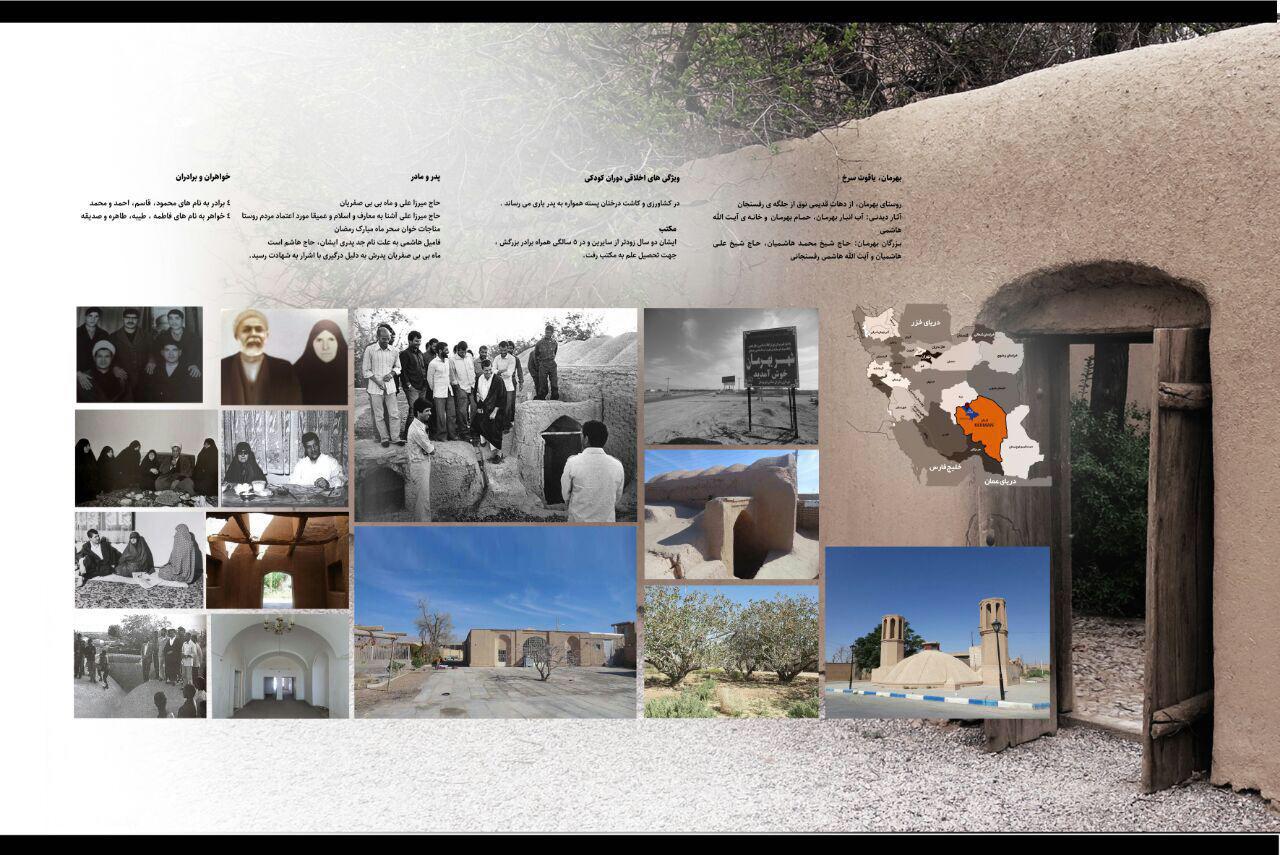 بهرمان، یاقوت سرخ
روستای بهرمان، از دهات قدیمی نوق از جلگه ی رفسنجان
آثار دیدنی: آب انبار بهرمان، حمام بهرمان و خانه ی آیت الله
هاشمی
بزرگان بهرمان: حاج شیخ محمد هاشمیان، حاج شیخ علی
هاشمیان و آیت الله هاشمی رفسنجانی
ویژگی های اخلاقی دوران کودکی
در کشاورزی و کاشت درختان پسته همواره به پدر یاری می رساند .
مکتب
ایشان دو سال زودتر از سایرین و در ۵ سالگی همراه برادر بزرگش ،
جهت تحصیل علم به مکتب رفت.
پدر و مادر
حاج میرزا علی و ماه بی بی صفریان
حاج میرزا علی آشنا به معارف و اسلام و عمیقا مورد اعتماد مردم روستا
مناجات خوان سحر ماه مبارک رمضان
فامیل هاشمی به علت نام جد پدری ایشان، حاج هاشم است
ماه بی بی صفریان پدرش به دلیل درگیری با اشرار به شهادت رسید.
خواهران و برادران
٤ برادر به نام های محمود، قاسم، احمد و محمد
٤ خواهر به نام های فاطمه ، طیبه، طاهره و صدیقه
شهر بهرمان
خوش آمدید
دریای خزر
KERMAN
خلیج فارس
دریای عمان